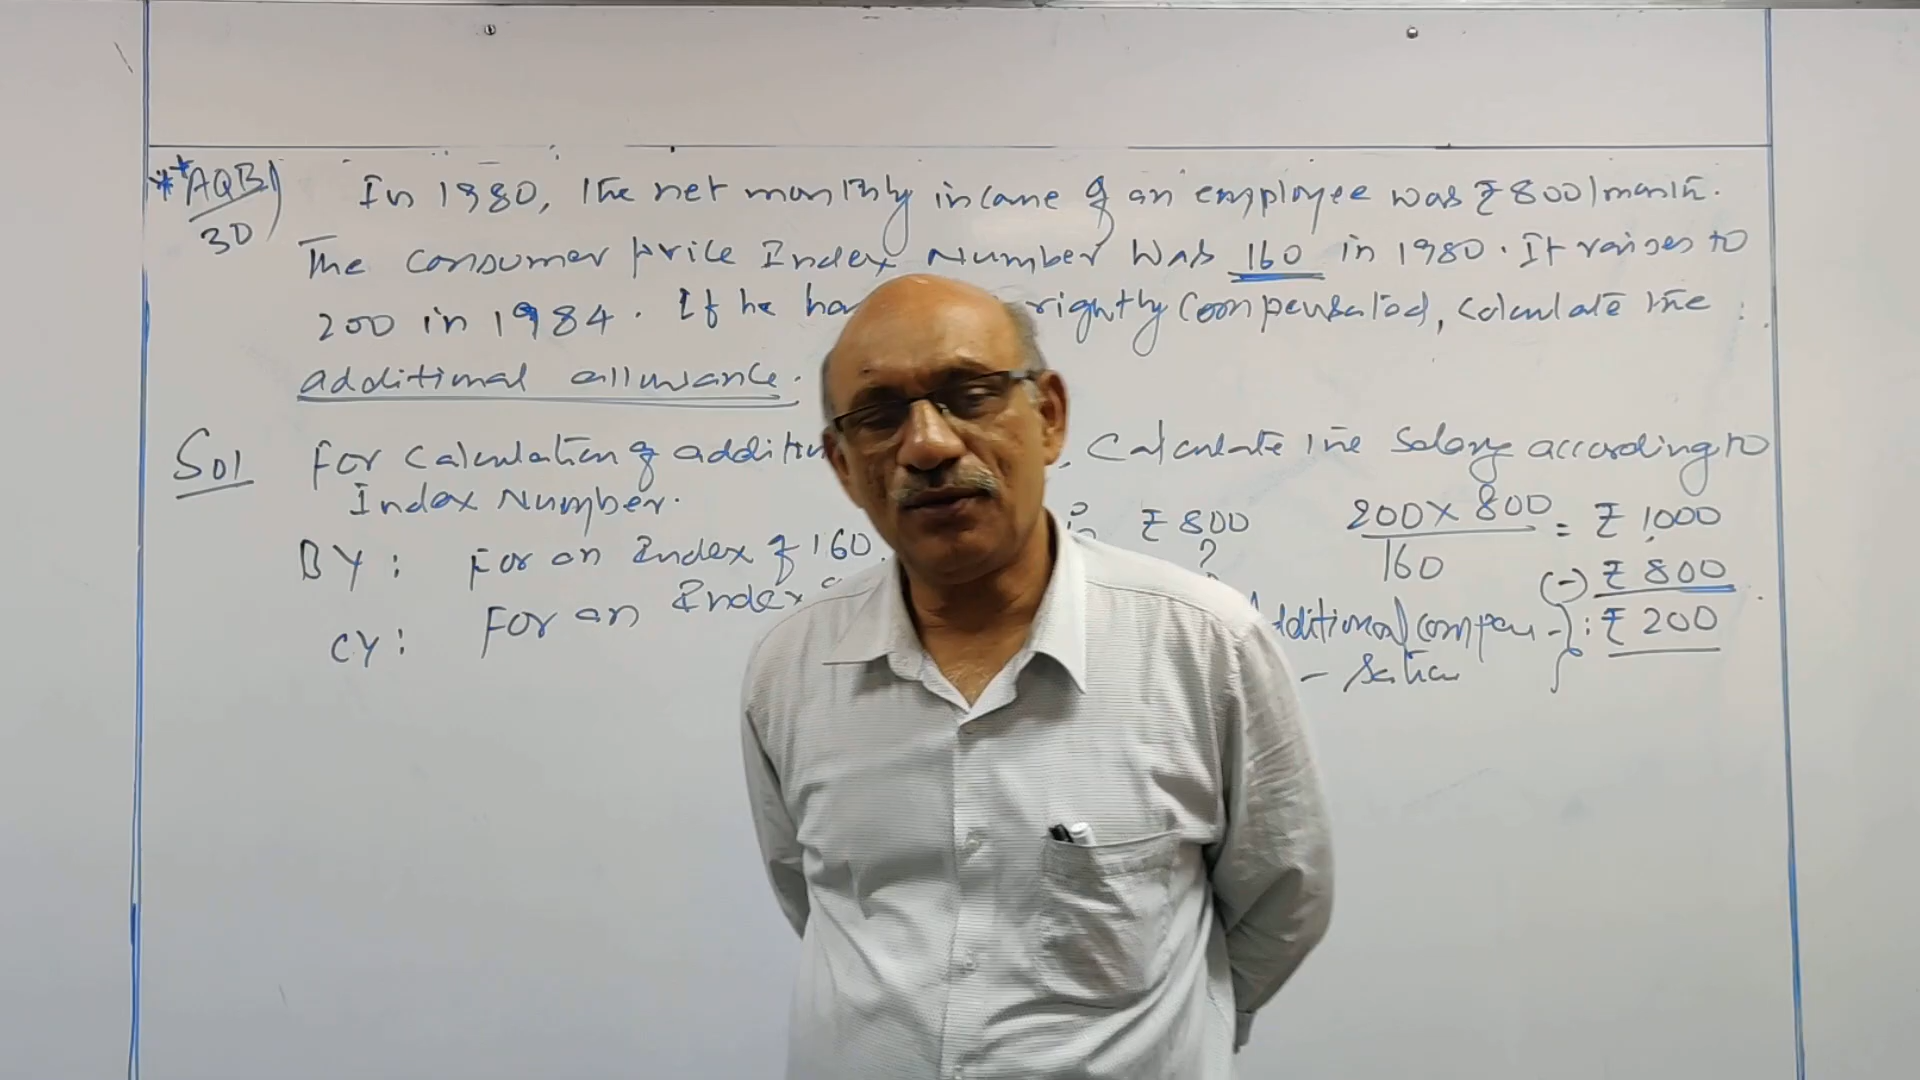 **AQB)
30
In 1980, The net monthly income of an employee was ₹800/month.
The consumer price Index Number was 160 in 1980. It raises to
200 in 1984. If he ha rightly compensated, calculate the
additional allowance.
Sol For Calculation of addition , Calculate the Salary according to
Index Number.
BY: For an Index of 160 ₹800
CY: For an Index ?
200 × 800 = ₹ 1000
160
(-) ₹ 800
Additional compen- : ₹ 200
- sation